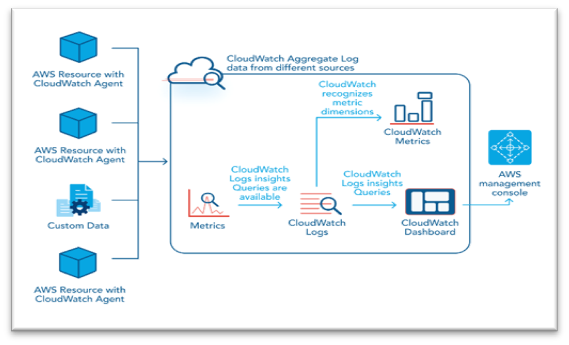 AWS Resource with
CloudWatch Agent
AWS Resource with
CloudWatch Agent
Custom Data
AWS Resource with
CloudWatch Agent
CloudWatch Aggregate Log
data from different sources
CloudWatch
recognizes
metric
dimensions
CloudWatch
Metrics
CloudWatch
Logs insights
Queries are
available
Metrics
CloudWatch
Logs
CloudWatch
Logs insights
Queries
CloudWatch
Dashboard
AWS
management
console